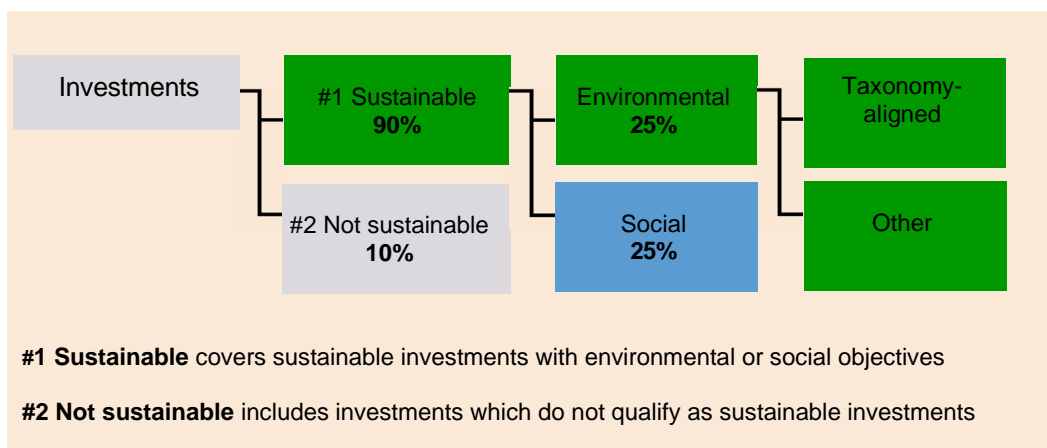 Investments
#1 Sustainable
90%
#2 Not sustainable
10%
Environmental
25%
Social
25%
Taxonomy-
aligned
Other
#1 Sustainable covers sustainable investments with environmental or social objectives
#2 Not sustainable includes investments which do not qualify as sustainable investments